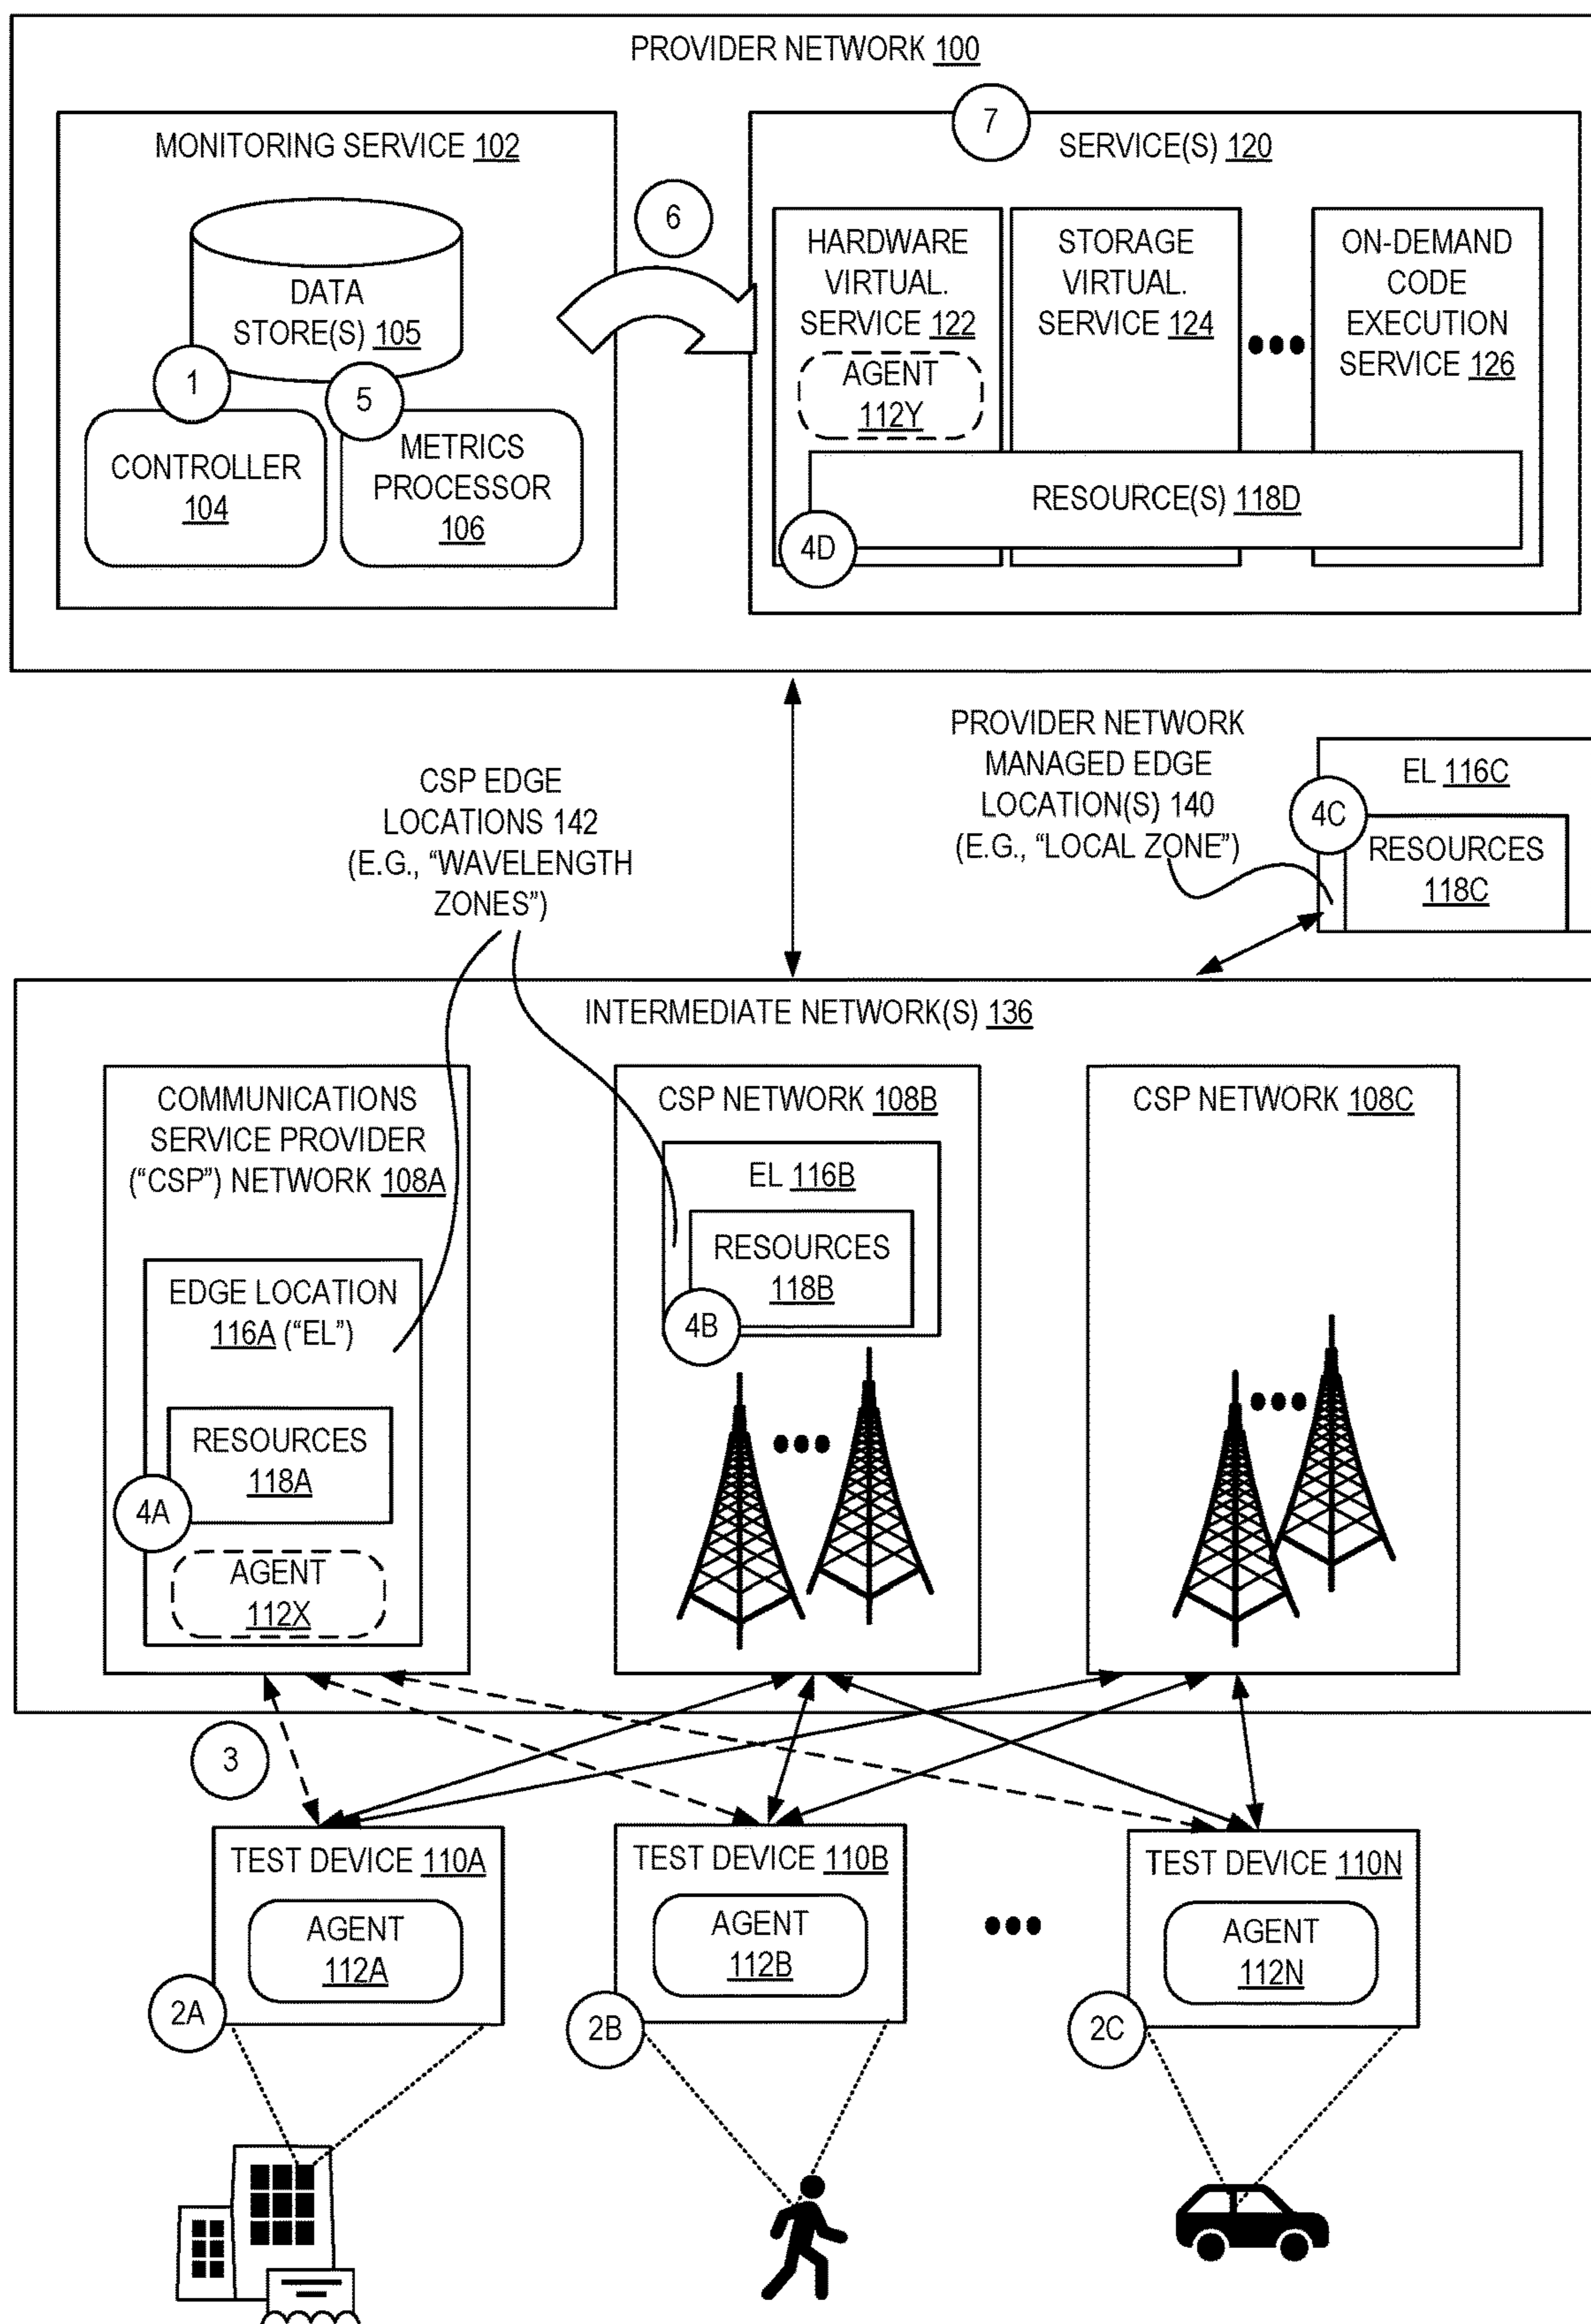 PROVIDER NETWORK 100
MONITORING SERVICE 102
DATA
STORE(S) 105
1
5
CONTROLLER
104
METRICS
PROCESSOR
106
6
7
SERVICE(S) 120
HARDWARE
VIRTUAL.
SERVICE 122
AGENT
112Y
STORAGE
VIRTUAL.
SERVICE 124
ON-DEMAND
CODE
EXECUTION
SERVICE 126
RESOURCE(S) 118D
4D
CSP EDGE
LOCATIONS 142
(E.G., “WAVELENGTH
ZONES”)
PROVIDER NETWORK
MANAGED EDGE
LOCATION(S) 140
(E.G., “LOCAL ZONE”)
EL 116C
4C
RESOURCES
118C
INTERMEDIATE NETWORK(S) 136
COMMUNICATIONS
SERVICE PROVIDER
(“CSP”) NETWORK 108A
EDGE LOCATION
116A (“EL”)
RESOURCES
118A
4A
AGENT
112X
CSP NETWORK 108B
EL 116B
RESOURCES
118B
4B
CSP NETWORK 108C
3
TEST DEVICE 110A
AGENT
112A
2A
TEST DEVICE 110B
AGENT
112B
2B
TEST DEVICE 110N
AGENT
112N
2C